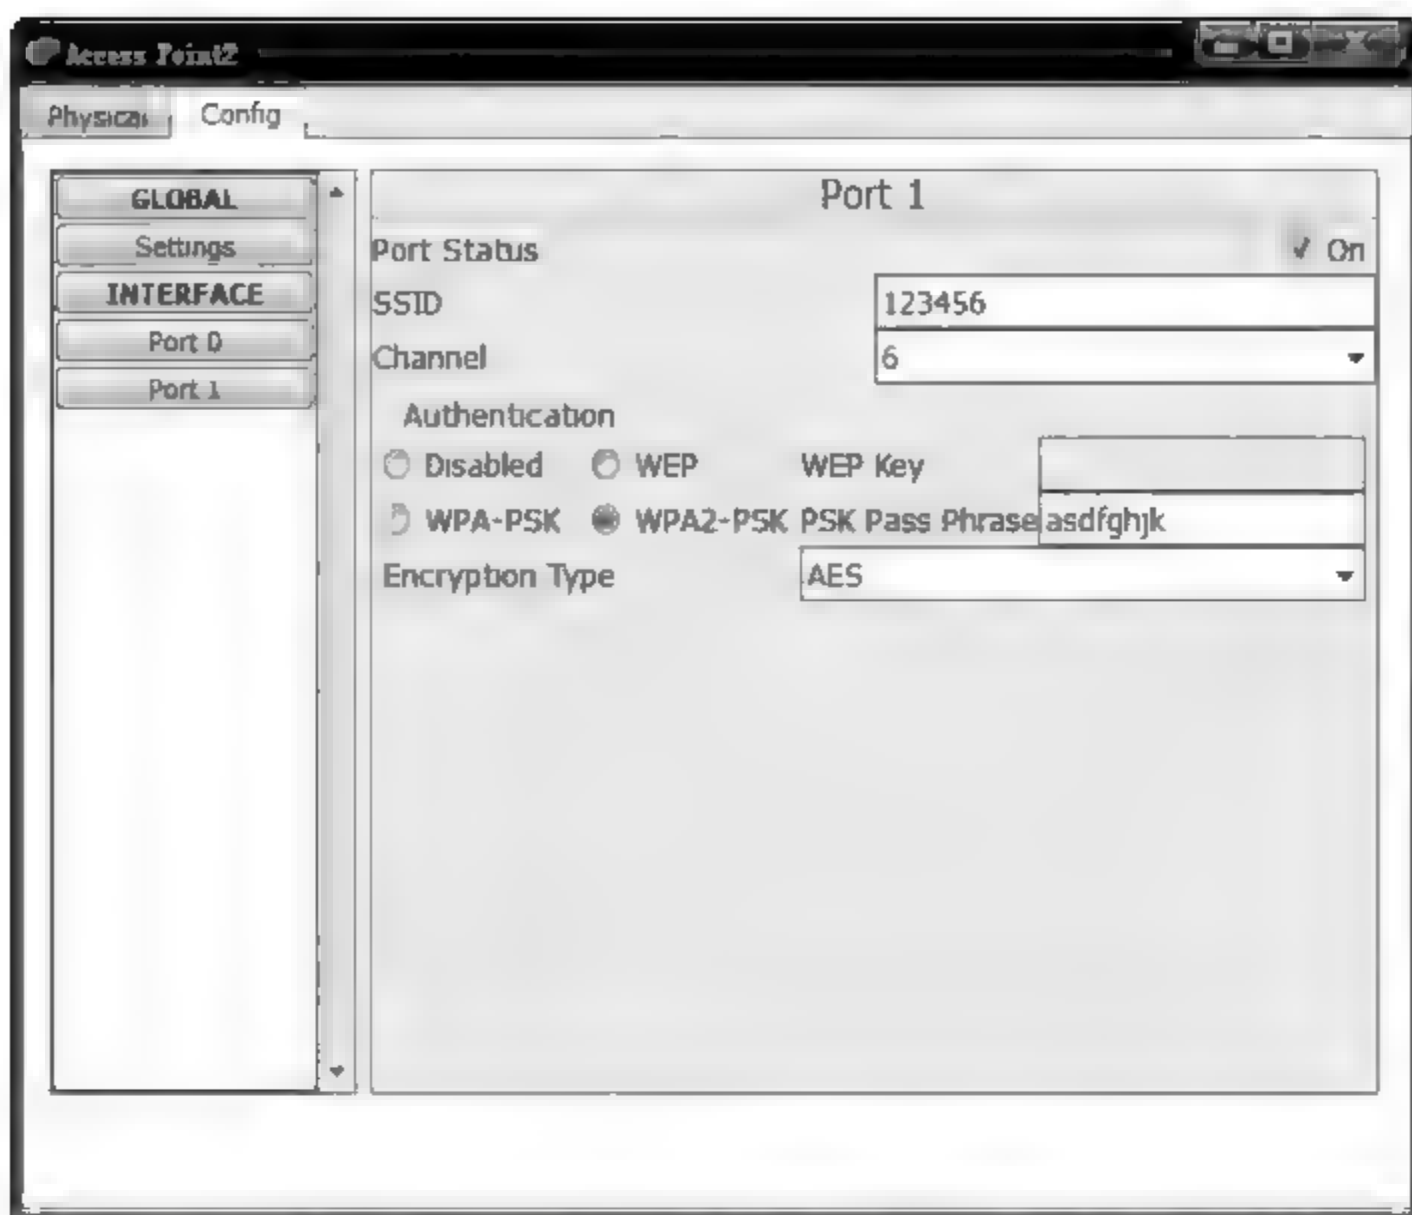 Access Point2
Physical Config
GLOBAL
Settings
INTERFACE
Port 0
Port 1
Port 1
Port Status On
SSID 123456
Channel 6
Authentication
Disabled WEP WEP Key
WPA-PSK WPA2-PSK PSK Pass Phrase asdfghjk
Encryption Type AES